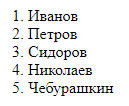 1. Иванов
2. Петров
3. Сидоров
4. Николаев
5. Чебурашкин